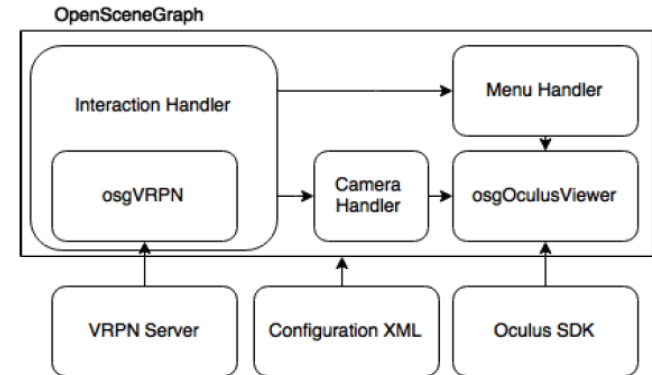 OpenSceneGraph
Interaction Handler
Menu Handler
osgVRPN
Camera
Handler
osgOculusViewer
VRPN Server
Configuration XML
Oculus SDK